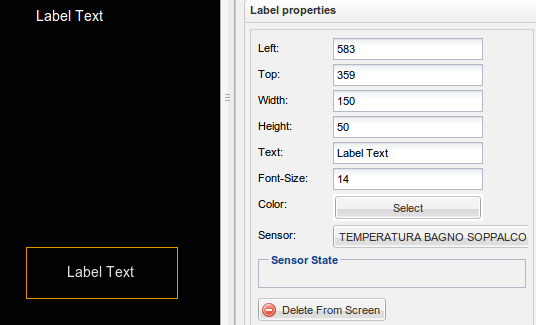 Label Text
Label Text
Label properties
Left: 583
Top: 359
Width: 150
Height: 50
Text: Label Text
Font-Size: 14
Color: Select
Sensor: TEMPERATURA BAGNO SOPPALCO
Sensor State
Delete From Screen